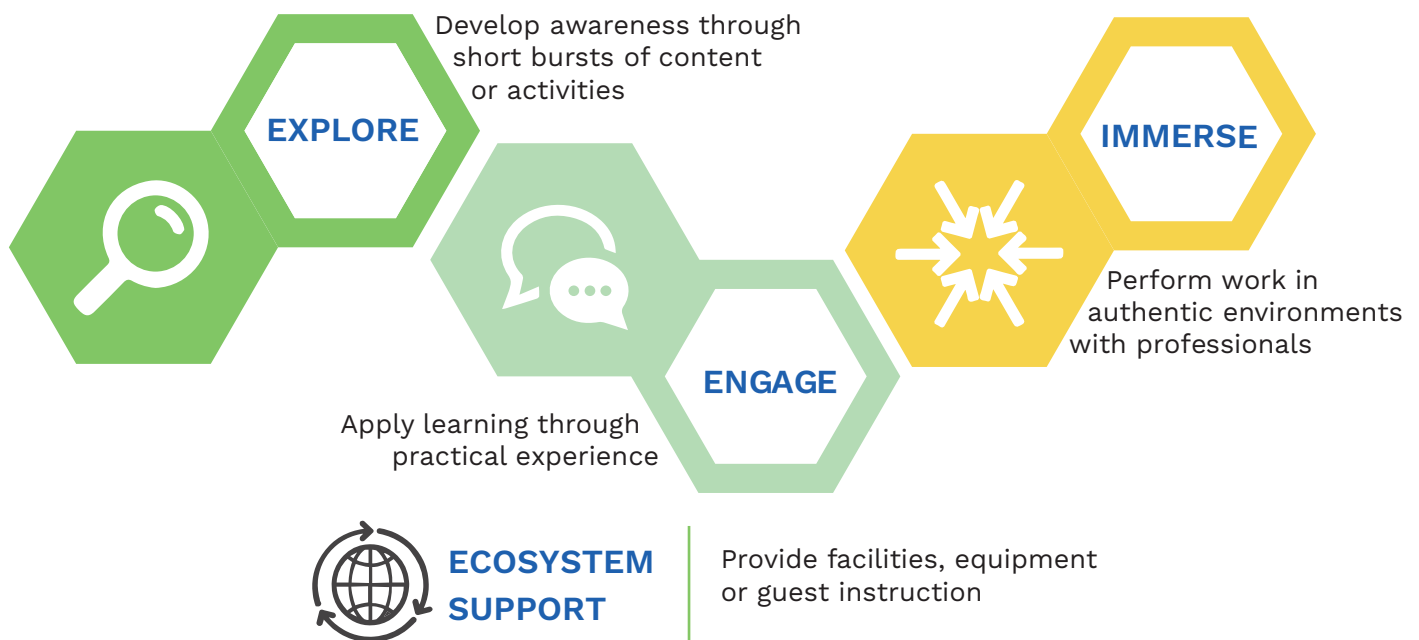 EXPLORE
Develop awareness through
short bursts of content
or activities
ENGAGE
Apply learning through
practical experience
IMMERSE
Perform work in
authentic environments
with professionals
ECOSYSTEM
SUPPORT
Provide facilities, equipment
or guest instruction